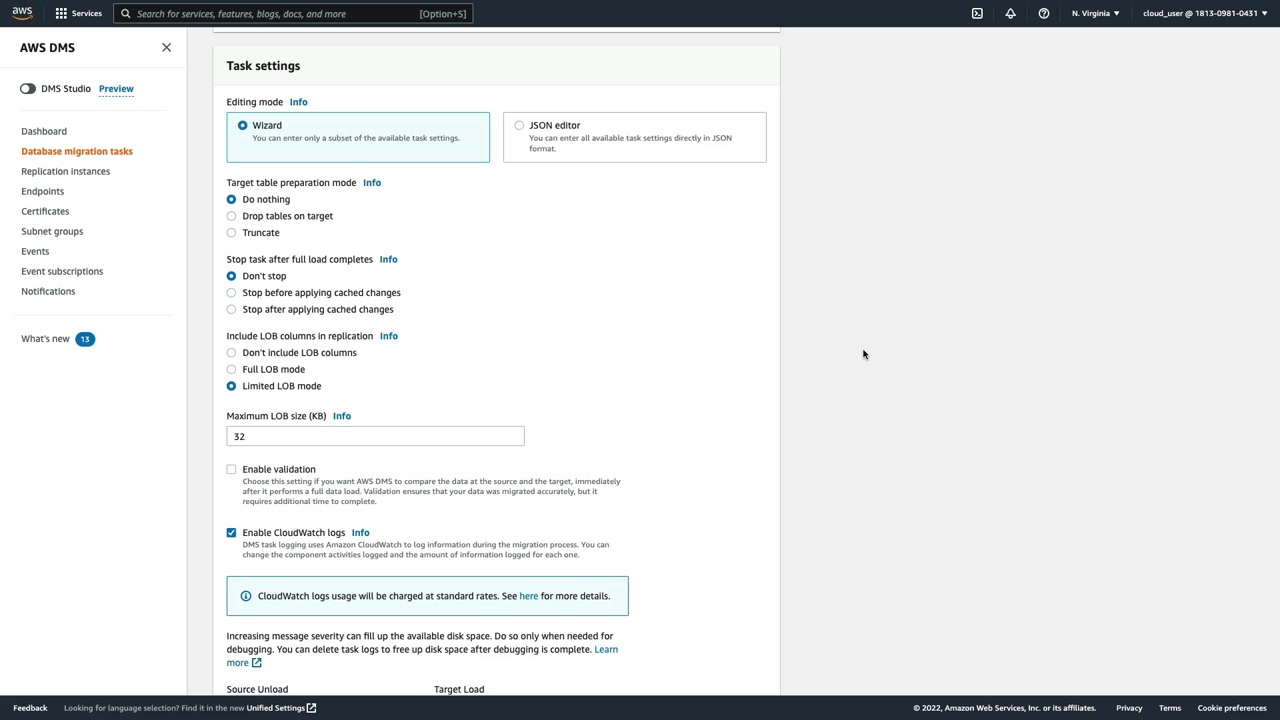 aws
Services
Search for services, features, blogs, docs, and more
[Option+S]
N. Virginia
cloud_user @ 1813-0981-0431
AWS DMS
DMS Studio Preview
Dashboard
Database migration tasks
Replication instances
Endpoints
Certificates
Subnet groups
Events
Event subscriptions
Notifications
What's new 13
Task settings
Editing mode Info
Wizard
You can enter only a subset of the available task settings.
JSON editor
You can enter all available task settings directly in JSON
format.
Target table preparation mode Info
Do nothing
Drop tables on target
Truncate
Stop task after full load completes Info
Don't stop
Stop before applying cached changes
Stop after applying cached changes
Include LOB columns in replication Info
Don't include LOB columns
Full LOB mode
Limited LOB mode
Maximum LOB size (KB) Info
32
Enable validation
Choose this setting if you want AWS DMS to compare the data at the source and the target, immediately
after it performs a full data load. Validation ensures that your data was migrated accurately, but it
requires additional time to complete.
Enable CloudWatch logs Info
DMS task logging uses Amazon CloudWatch to log information during the migration process. You can
change the component activities logged and the amount of information logged for each one.
CloudWatch logs usage will be charged at standard rates. See here for more details.
Increasing message severity can fill up the available disk space. Do so only when needed for
debugging. You can delete task logs to free up disk space after debugging is complete. Learn
more
Source Unload
Target Load
Feedback
Looking for language selection? Find it in the new Unified Settings
© 2022, Amazon Web Services, Inc. or its affiliates.
Privacy
Terms
Cookie preferences